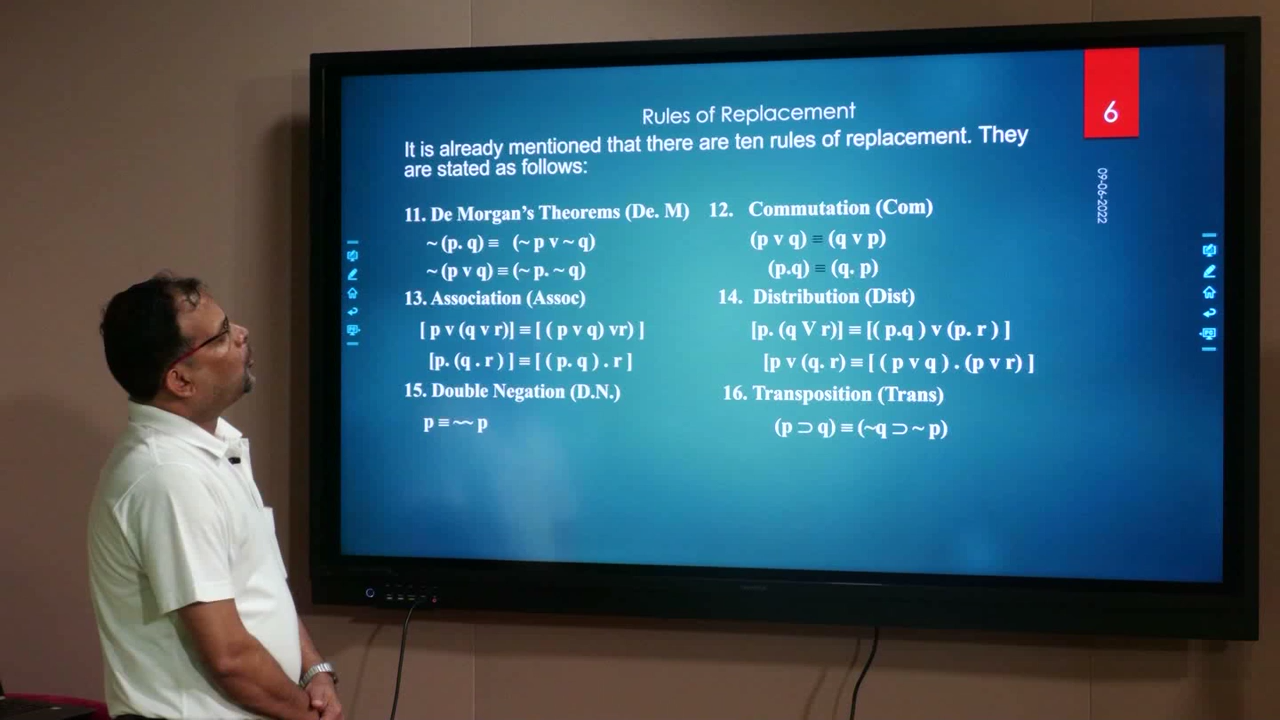 Rules of Replacement
6
It is already mentioned that there are ten rules of replacement. They
are stated as follows:
09-06-2022
11. De Morgan's Theorems (De. M)
~ (p. q) ≡ (~ p v ~ q)
~ (p v q) ≡ (~ p. ~ q)
12. Commutation (Com)
(p v q) ≡ (q v p)
(p.q) ≡ (q. p)
13. Association (Assoc)
[ p v (q v r)] ≡ [ ( p v q) vr) ]
[p. (q . r ) ] ≡ [ ( p. q ) . r ]
14. Distribution (Dist)
[p. (q V r)] ≡ [( p.q ) v (p. r ) ]
[p v (q. r) ≡ [ ( p v q ) . (p v r) ]
15. Double Negation (D.N.)
p ≡ ~~ p
16. Transposition (Trans)
(p ⊃ q) ≡ (~q ⊃ ~ p)